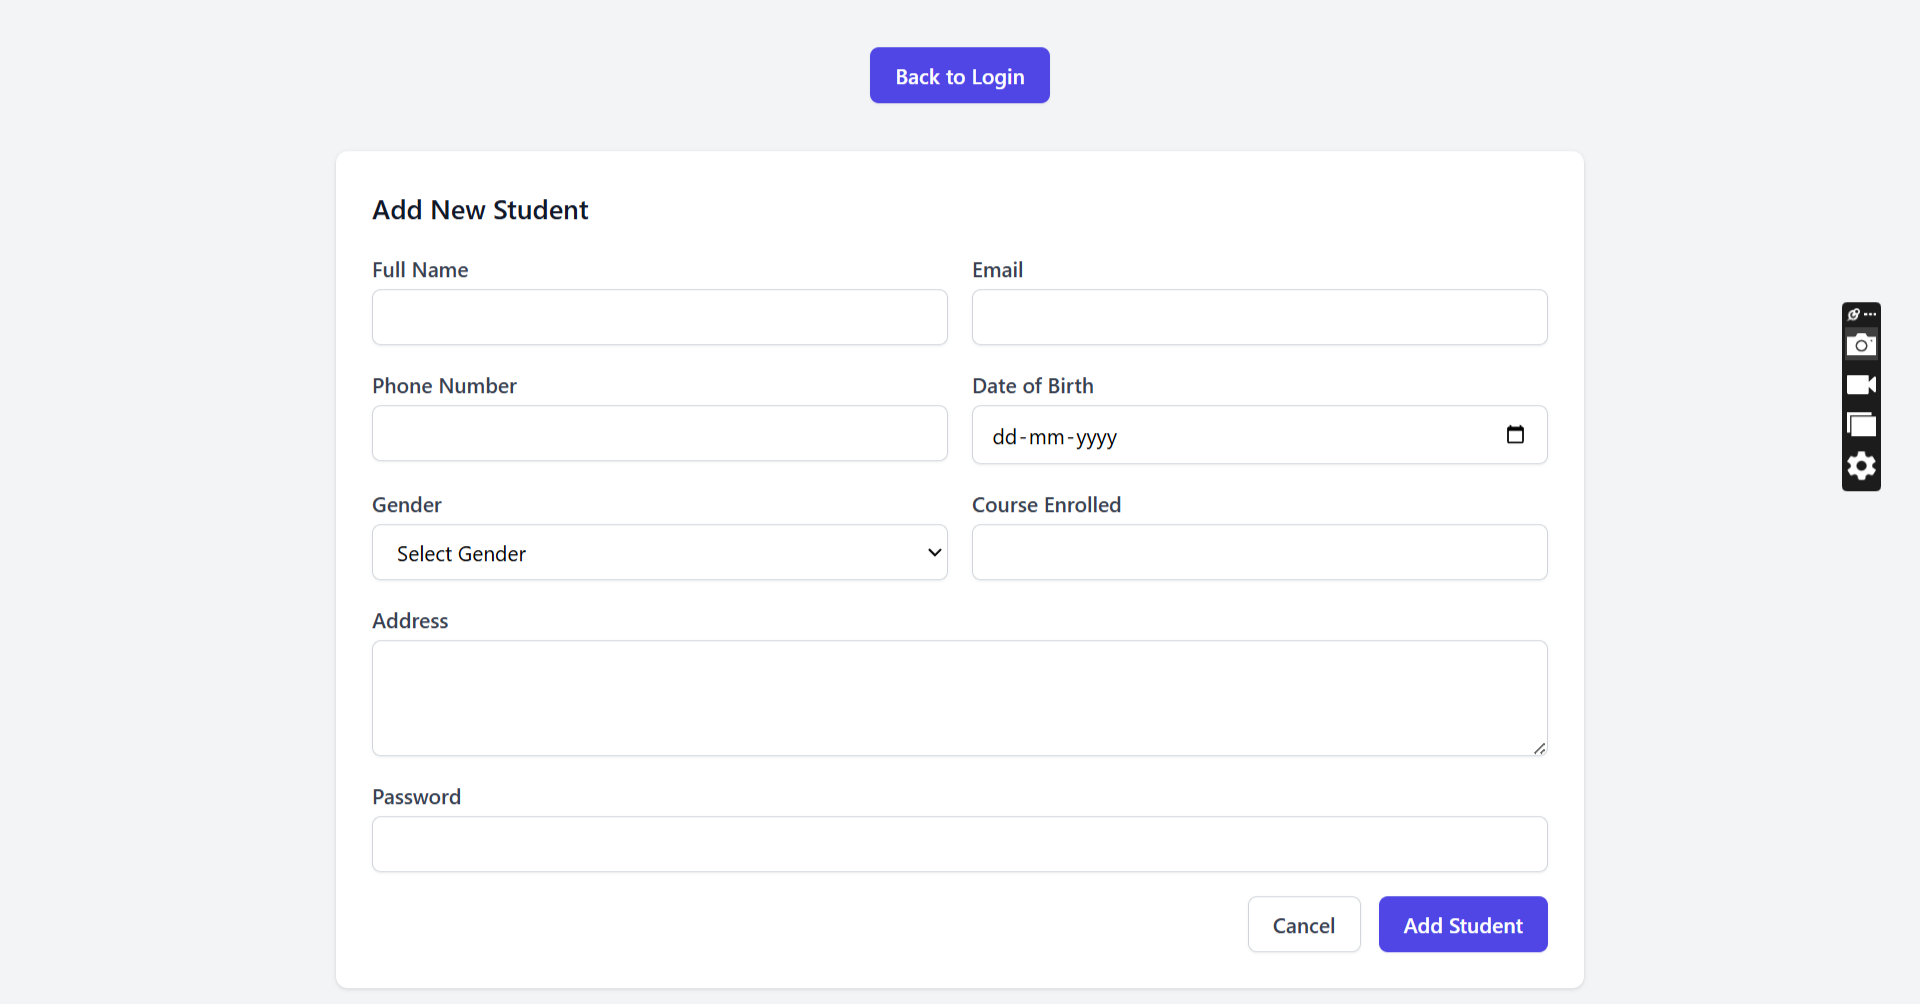 Back to Login
Add New Student
Full Name
Email
Phone Number
Date of Birth
dd-mm-yyyy
Gender
Course Enrolled
Select Gender
Address
Password
Cancel
Add Student